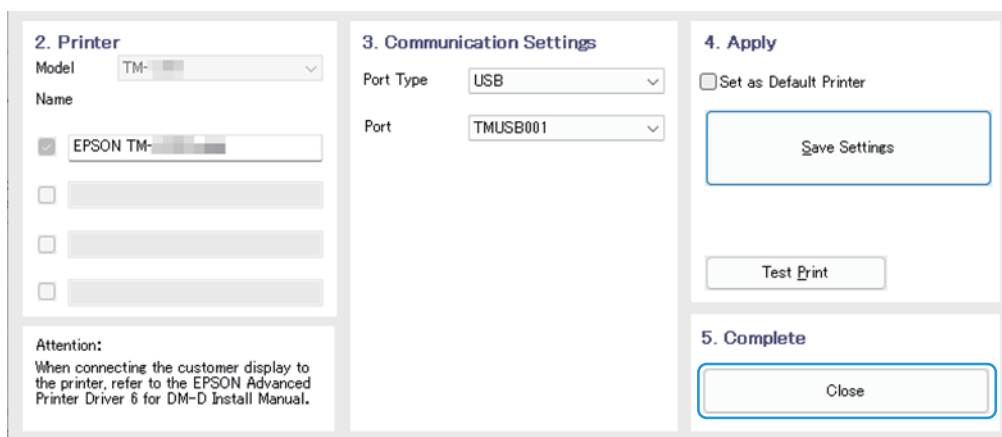 2. Printer
Model
TM-
Name
EPSON TM-
Attention:
When connecting the customer display to
the printer, refer to the EPSON Advanced
Printer Driver 6 for DM-D Install Manual.
3. Communication Settings
Port Type
USB
Port
TMUSB001
4. Apply
Set as Default Printer
Save Settings
Test Print
5. Complete
Close